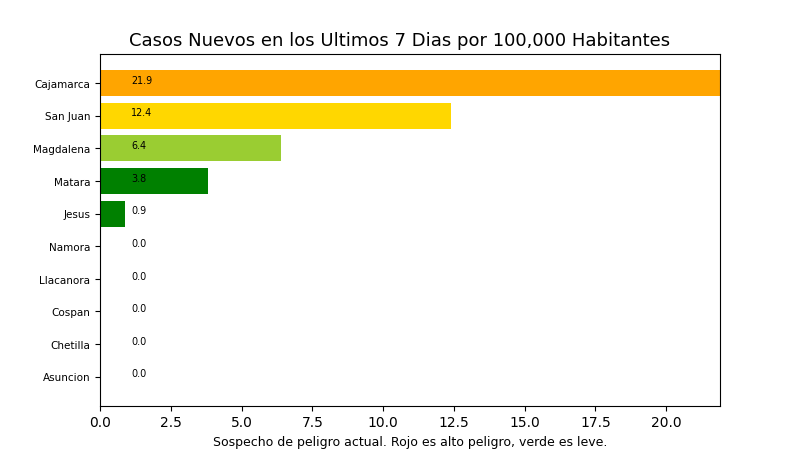 Casos Nuevos en los Ultimos 7 Dias por 100,000 Habitantes
Cajamarca 21.9
San Juan 12.4
Magdalena 6.4
Matara 3.8
Jesus 0.9
Namora 0.0
Llacanora 0.0
Cospan 0.0
Chetilla 0.0
Asuncion 0.0
0.0 2.5 5.0 7.5 10.0 12.5 15.0 17.5 20.0
Sospecho de peligro actual. Rojo es alto peligro, verde es leve.